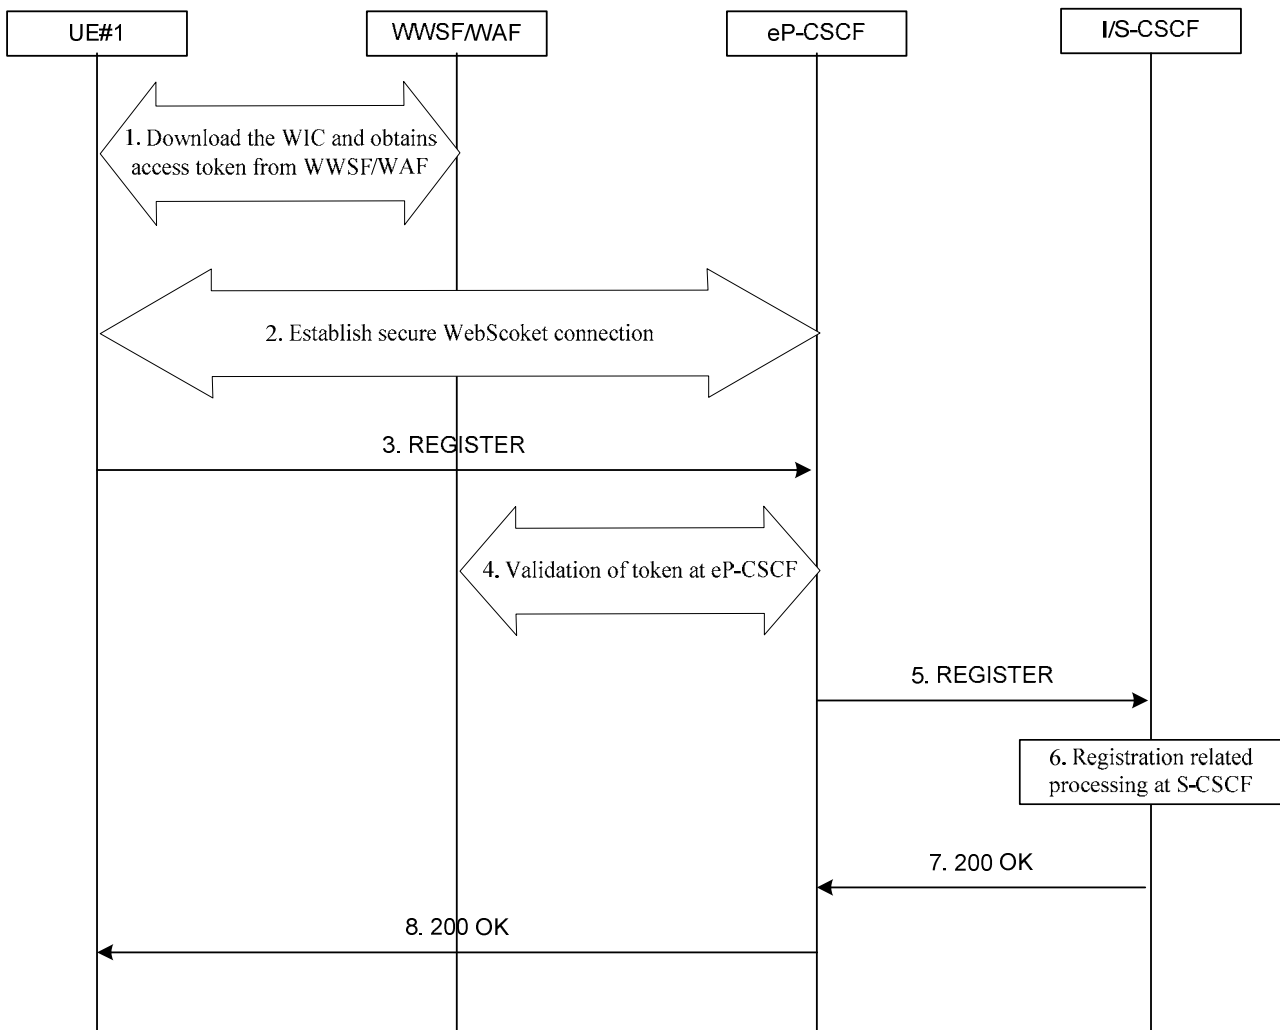 UE#1
WWSF/WAF
eP-CSCF
I/S-CSCF
1. Download the WIC and obtains
access token from WWSF/WAF
2. Establish secure WebScoket connection
3. REGISTER
4. Validation of token at eP-CSCF
5. REGISTER
6. Registration related
processing at S-CSCF
7. 200 OK
8. 200 OK